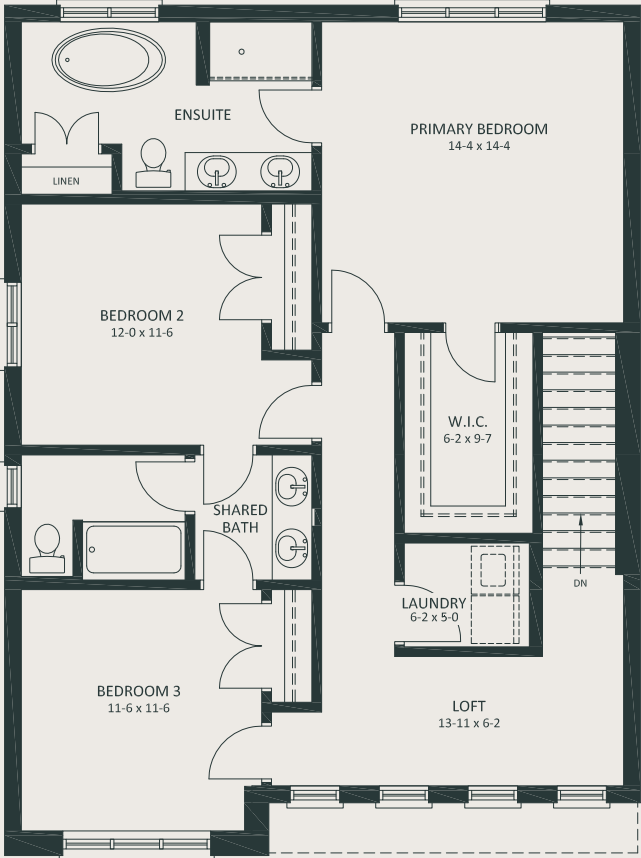 ENSUITE
PRIMARY BEDROOM
14-4 x 14-4
LINEN
BEDROOM 2
12-0 x 11-6
W.I.C.
6-2 x 9-7
SHARED
BATH
DN
LAUNDRY
6-2 x 5-0
BEDROOM 3
11-6 x 11-6
LOFT
13-11 x 6-2